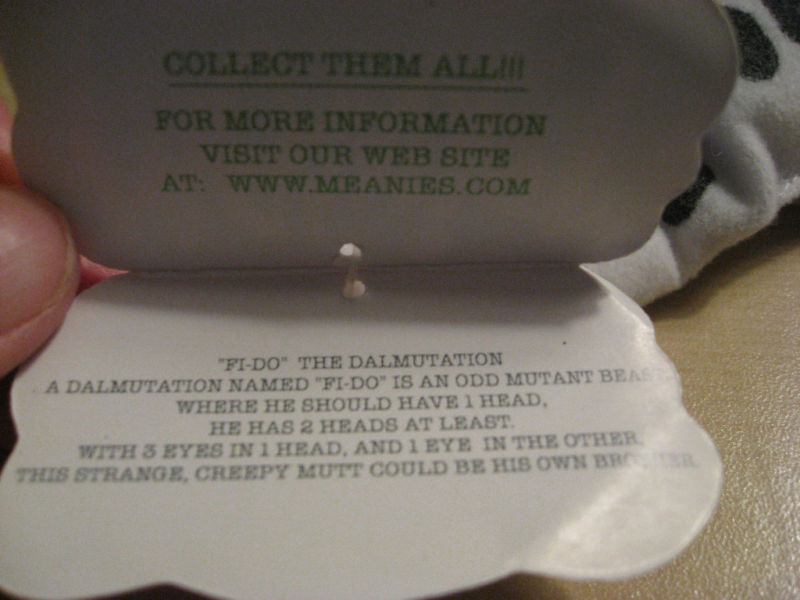 COLLECT THEM ALL!!!
FOR MORE INFORMATION
VISIT OUR WEB SITE
AT: WWW.MEANIES.COM
"FI-DO" THE DALMUTATION
A DALMUTATION NAMED "FI-DO" IS AN ODD MUTANT BEAST
WHERE HE SHOULD HAVE 1 HEAD,
HE HAS 2 HEADS AT LEAST.
WITH 3 EYES IN 1 HEAD, AND 1 EYE IN THE OTHER,
THIS STRANGE, CREEPY MUTT COULD BE HIS OWN BROTHER.